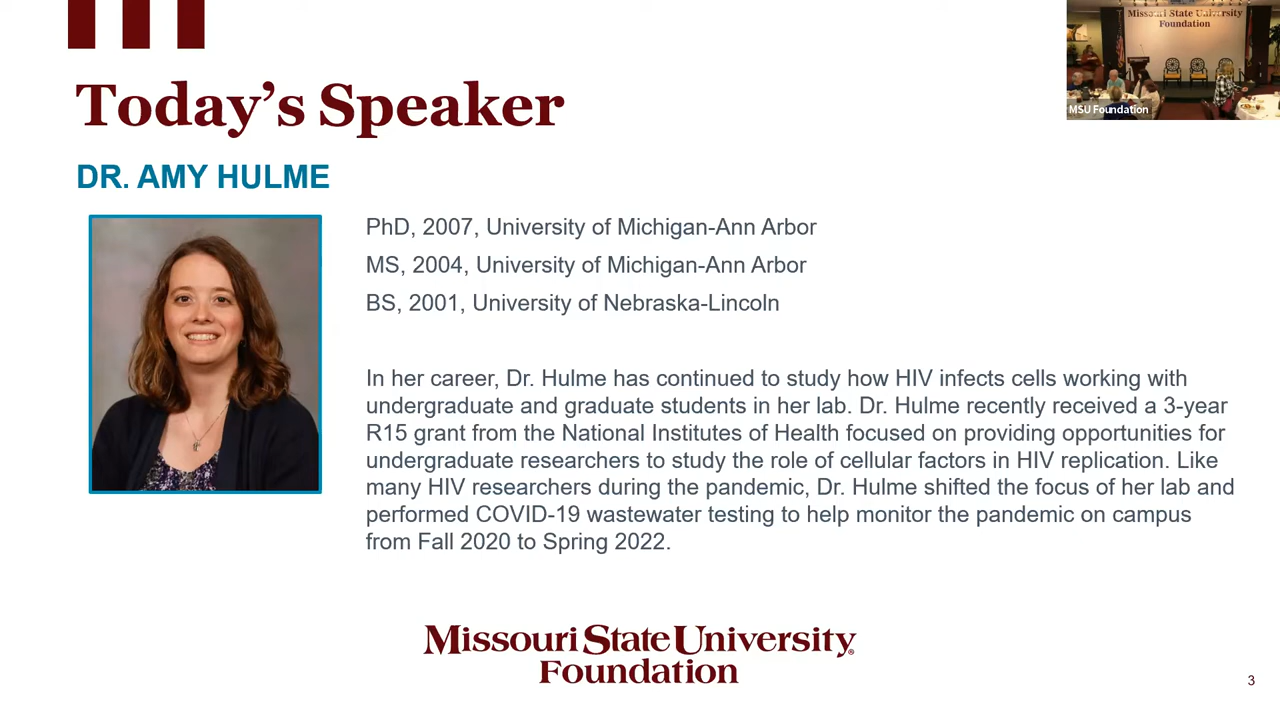 Missouri State University
Foundation
MSU Foundation
Today's Speaker
DR. AMY HULME
PhD, 2007, University of Michigan-Ann Arbor
MS, 2004, University of Michigan-Ann Arbor
BS, 2001, University of Nebraska-Lincoln
In her career, Dr. Hulme has continued to study how HIV infects cells working with
undergraduate and graduate students in her lab. Dr. Hulme recently received a 3-year
R15 grant from the National Institutes of Health focused on providing opportunities for
undergraduate researchers to study the role of cellular factors in HIV replication. Like
many HIV researchers during the pandemic, Dr. Hulme shifted the focus of her lab and
performed COVID-19 wastewater testing to help monitor the pandemic on campus
from Fall 2020 to Spring 2022.
Missouri State University®
Foundation
3